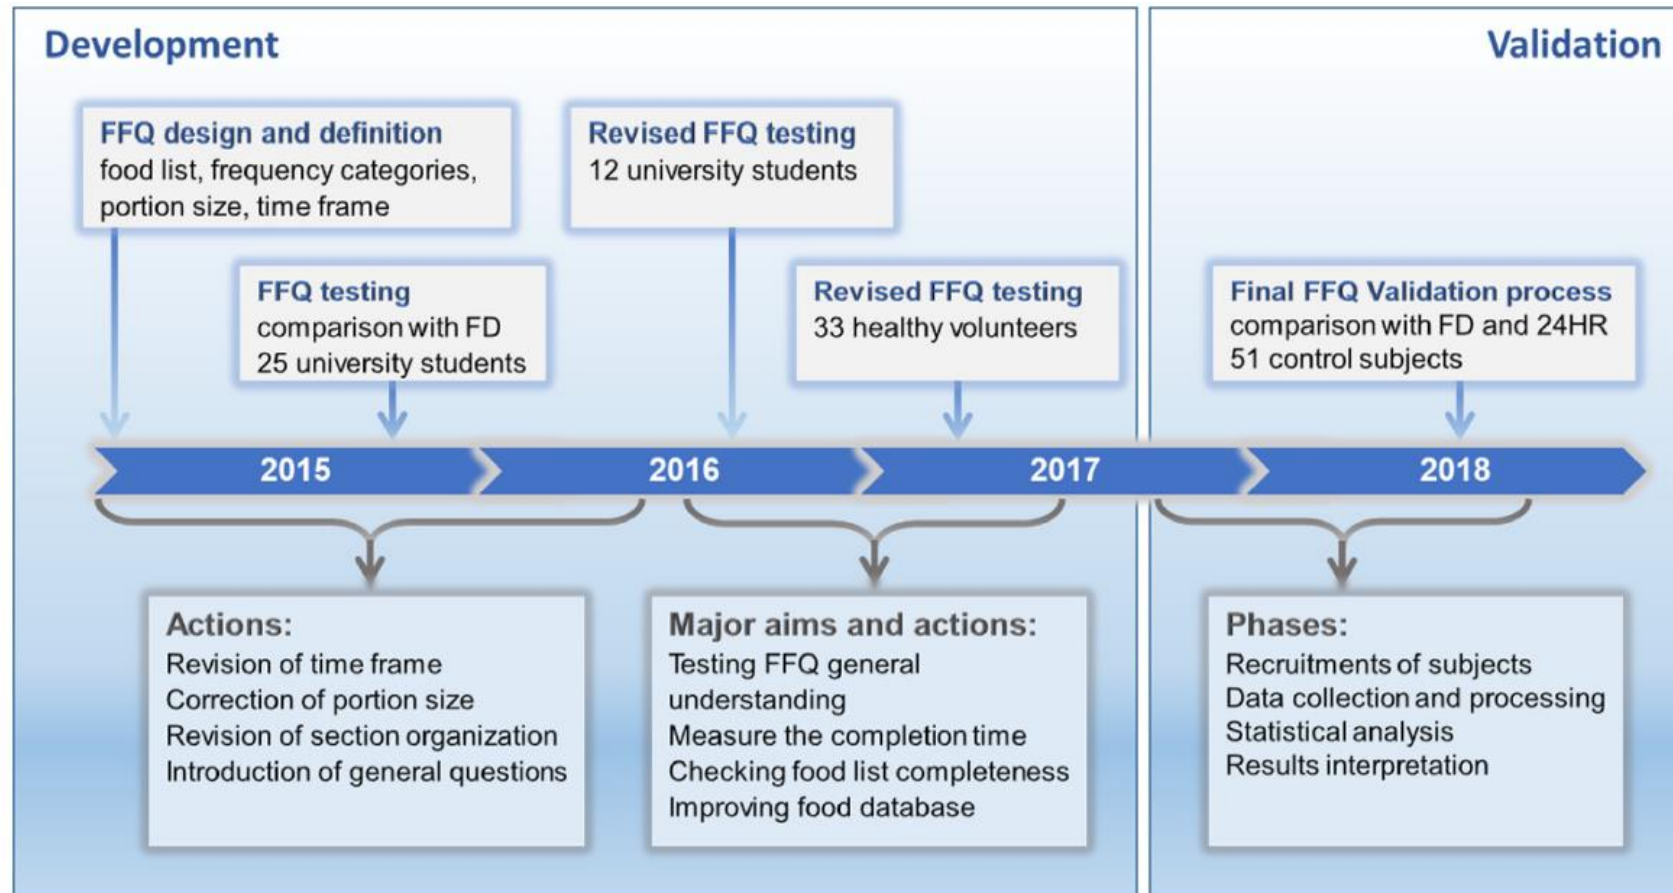 Development
Validation
FFQ design and definition
food list, frequency categories,
portion size, time frame
Revised FFQ testing
12 university students
FFQ testing
comparison with FD
25 university students
Revised FFQ testing
33 healthy volunteers
Final FFQ Validation process
comparison with FD and 24HR
51 control subjects
2015
2016
2017
2018
Actions:
Revision of time frame
Correction of portion size
Revision of section organization
Introduction of general questions
Major aims and actions:
Testing FFQ general
understanding
Measure the completion time
Checking food list completeness
Improving food database
Phases:
Recruitments of subjects
Data collection and processing
Statistical analysis
Results interpretation